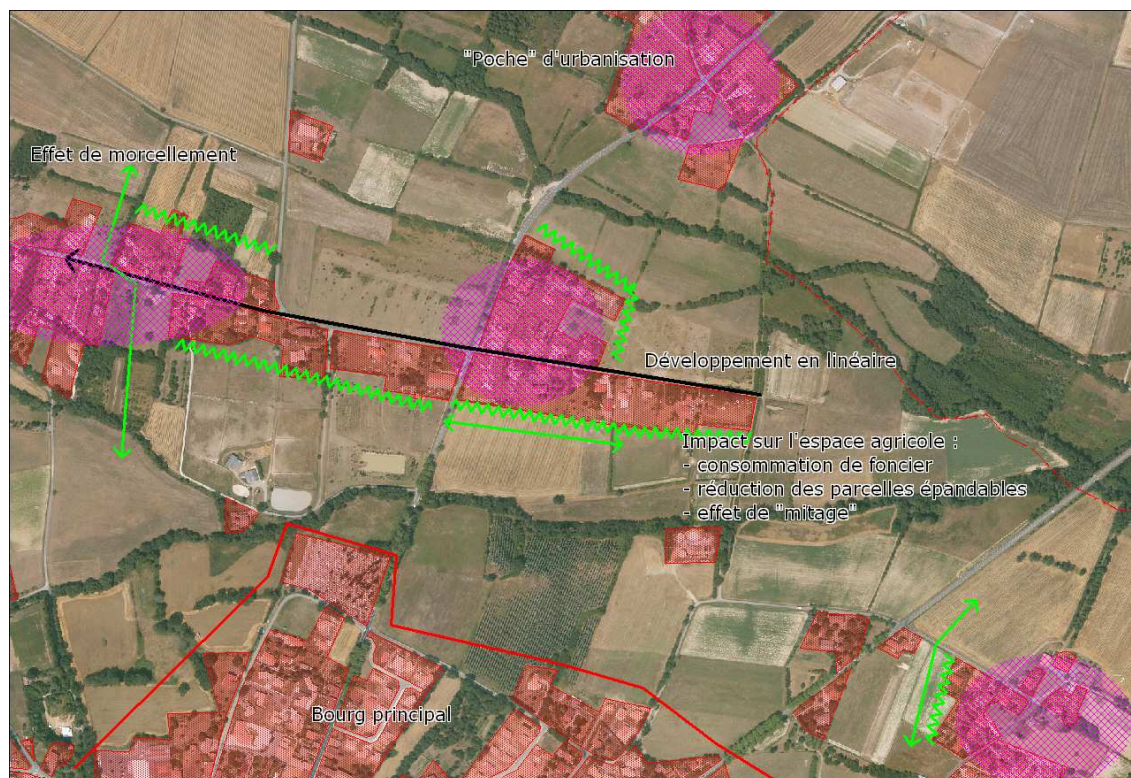 "Poche" d'urbanisation
Effet de morcellement
Développement en linéaire
Impact sur l'espace agricole :
- consommation de foncier
- réduction des parcelles épandables
- effet de "mitage"
Bourg principal